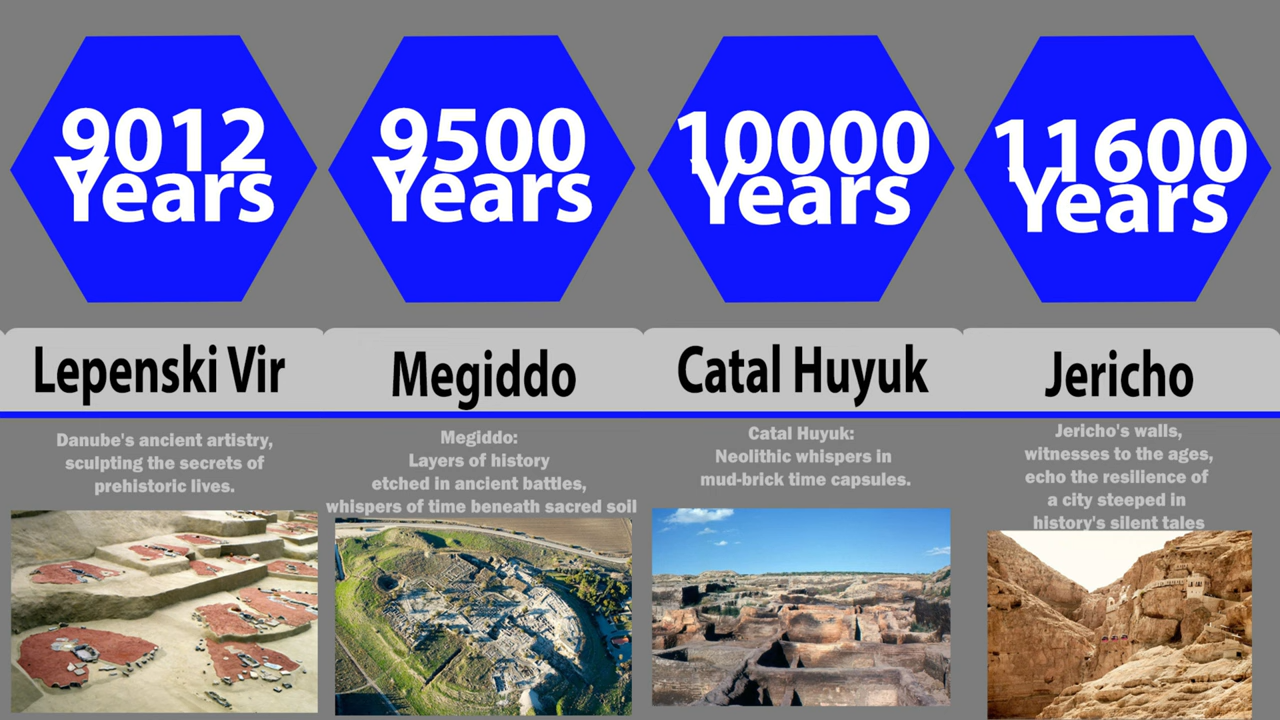 9012
Years
9500
Years
10000
Years
11600
Years
Lepenski Vir
Megiddo
Catal Huyuk
Jericho
Danube's ancient artistry,
sculpting the secrets of
prehistoric lives.
Megiddo:
Layers of history
etched in ancient battles,
whispers of time beneath sacred soil
Catal Huyuk:
Neolithic whispers in
mud-brick time capsules.
Jericho's walls,
witnesses to the ages,
echo the resilience of
a city steeped in
history's silent tales